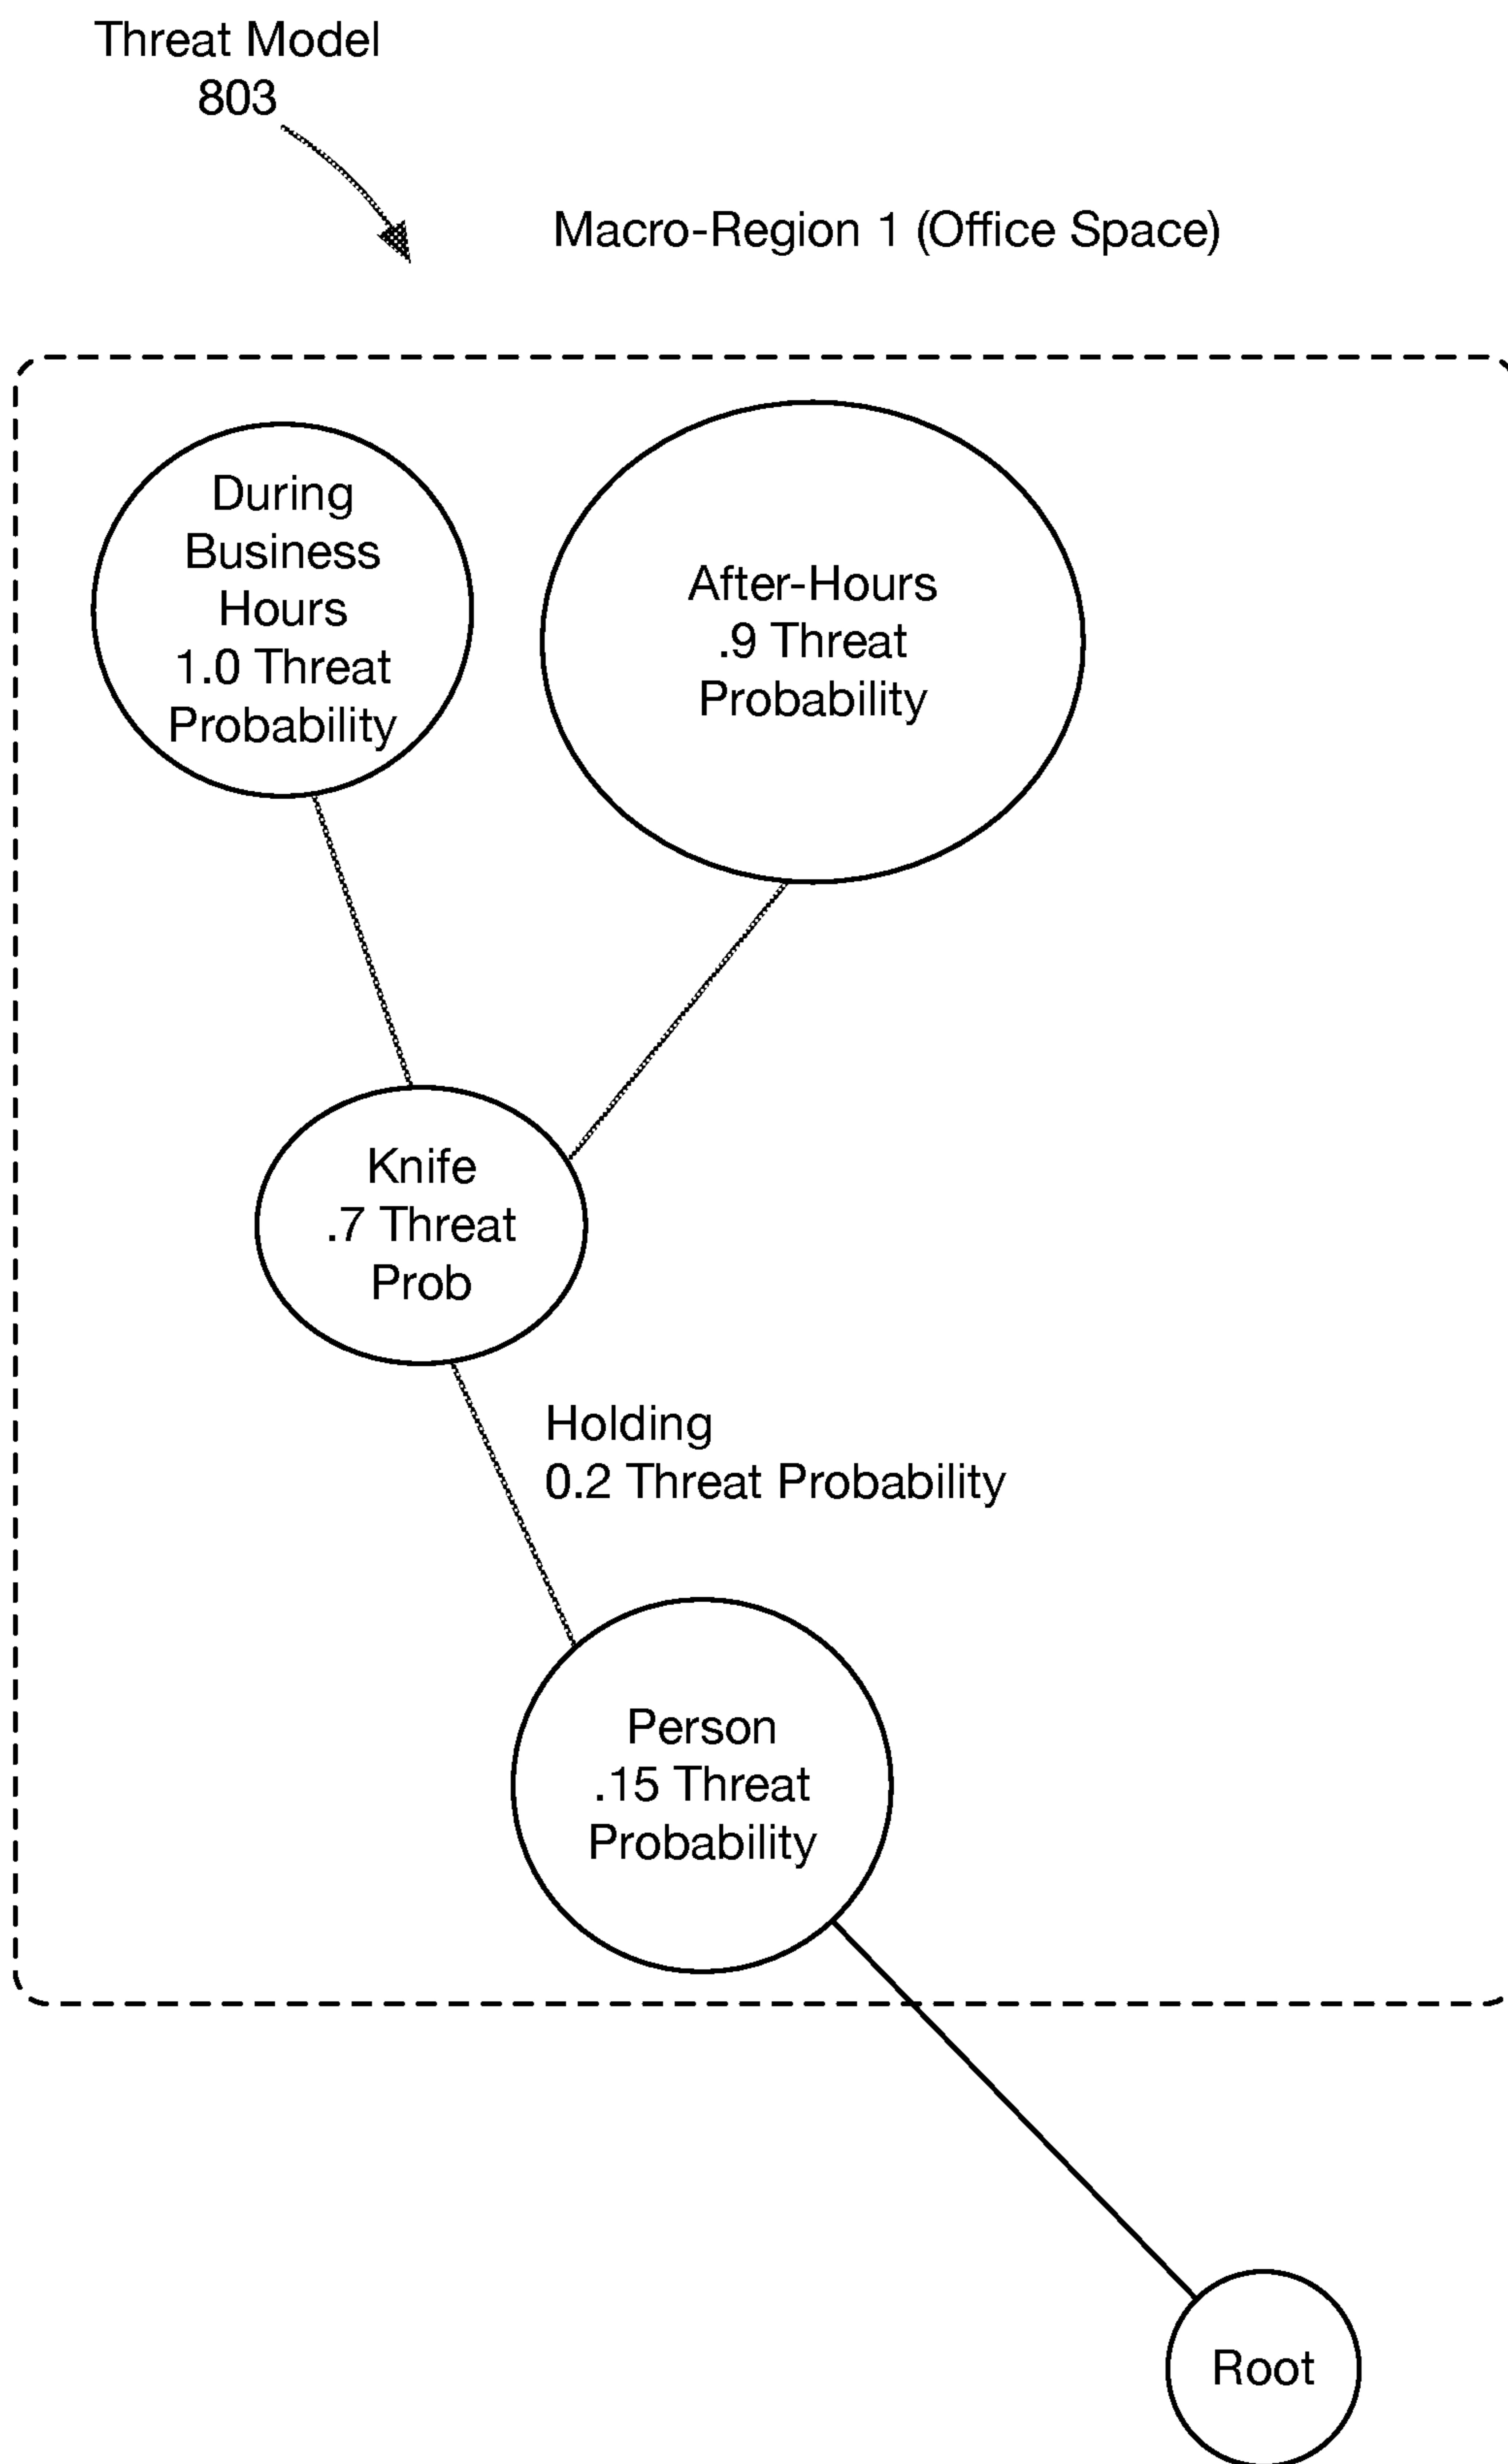 Threat Model
803
Macro-Region 1 (Office Space)
During
Business
Hours
1.0 Threat
Probability
After-Hours
.9 Threat
Probability
Knife
.7 Threat
Prob
Holding
0.2 Threat Probability
Person
.15 Threat
Probability
Root